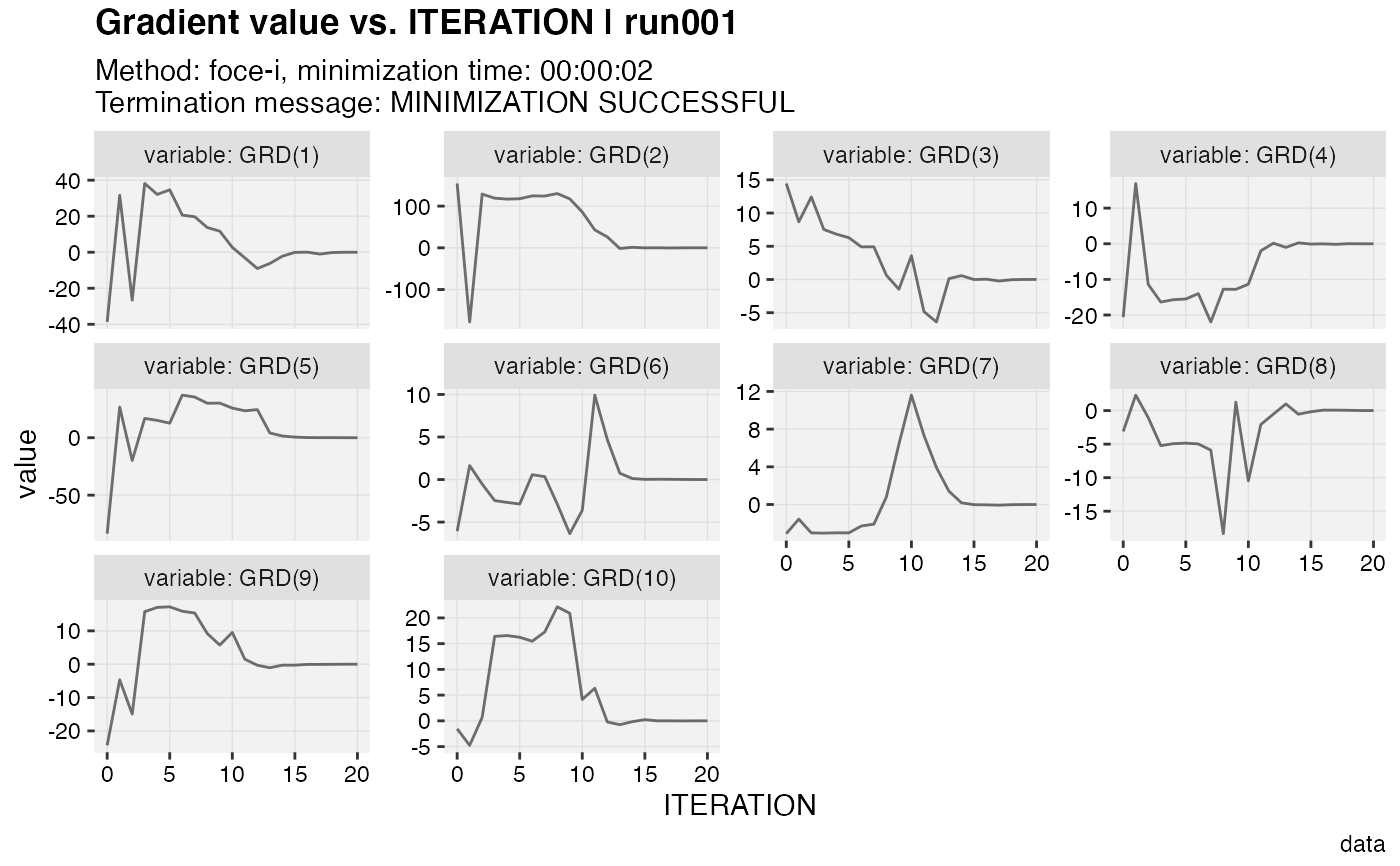 Gradient value vs. ITERATION | run001
Method: foce-i, minimization time: 00:00:02
Termination message: MINIMIZATION SUCCESSFUL
variable: GRD(1)
40
20
0
-20
-40
variable: GRD(2)
100
0
-100
variable: GRD(3)
15
10
5
0
-5
variable: GRD(4)
10
0
-10
-20
value
variable: GRD(5)
0
-50
variable: GRD(6)
10
5
0
-5
variable: GRD(7)
12
8
4
0
0 5 10 15 20
variable: GRD(8)
0
-5
-10
-15
0 5 10 15 20
variable: GRD(9)
10
0
-10
-20
0 5 10 15 20
variable: GRD(10)
20
15
10
5
0
-5
0 5 10 15 20
ITERATION
data